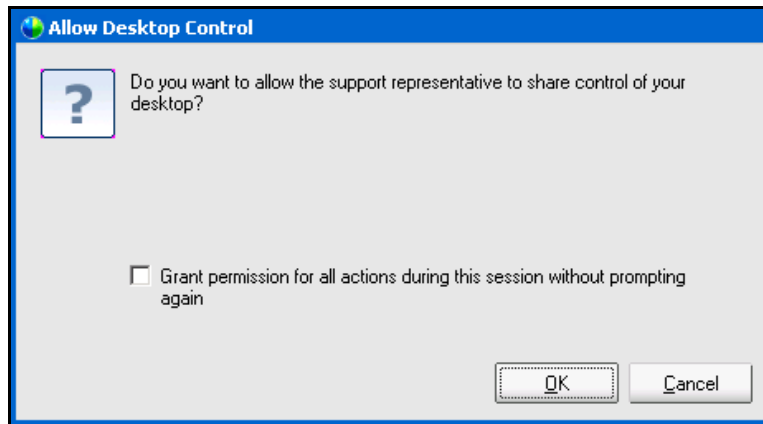 Allow Desktop Control
Do you want to allow the support representative to share control of your
desktop?
Grant permission for all actions during this session without prompting
again
OK
Cancel